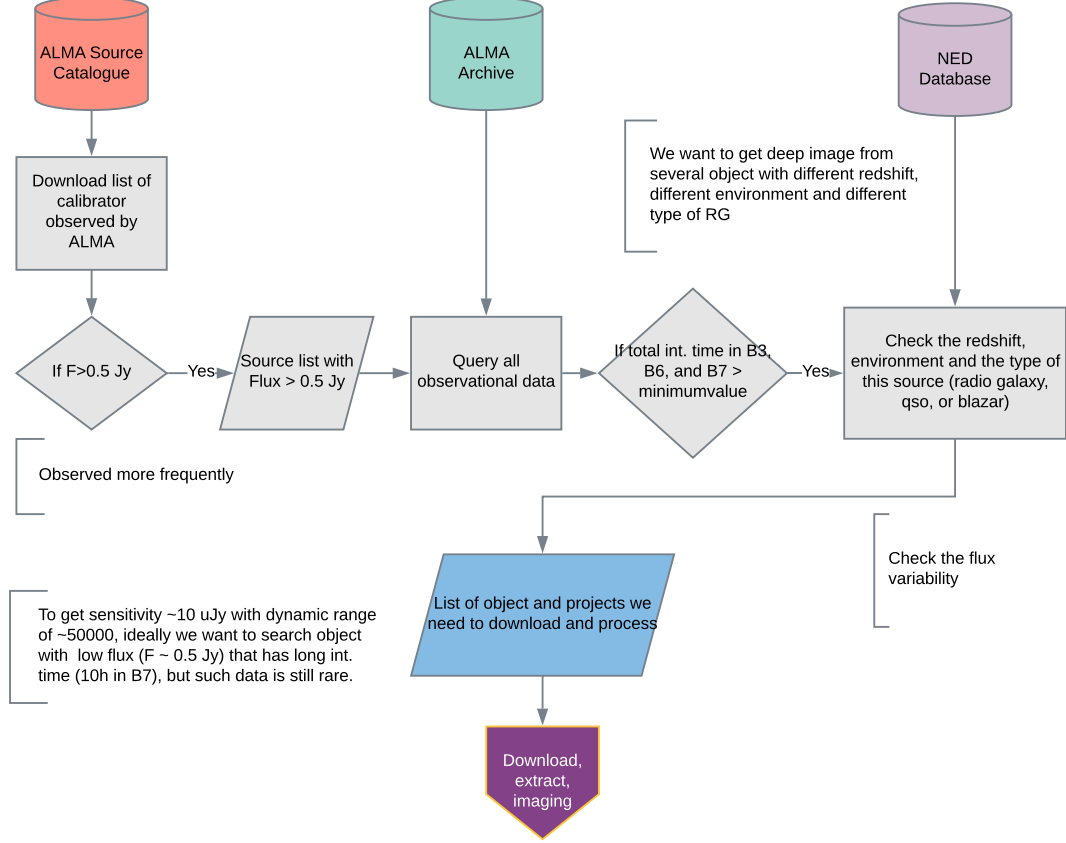 ALMA Source
Catalogue
ALMA
Archive
NED
Database
We want to get deep image from
several object with different redshift,
different environment and different
type of RG
Download list of
calibrator
observed by
ALMA
If F>0.5 Jy
Yes
Source list with
Flux > 0.5 Jy
Query all
observational data
If total int. time in B3,
B6, and B7 >
minimumvalue
Yes
Check the redshift,
environment and the type of
this source (radio galaxy,
qso, or blazar)
Observed more frequently
Check the flux
variability
To get sensitivity ~10 uJy with dynamic range
of ~50000, ideally we want to search object
with  low flux (F ~ 0.5 Jy) that has long int.
time (10h in B7), but such data is still rare.
List of object and projects we
need to download and process
Download,
extract,
imaging